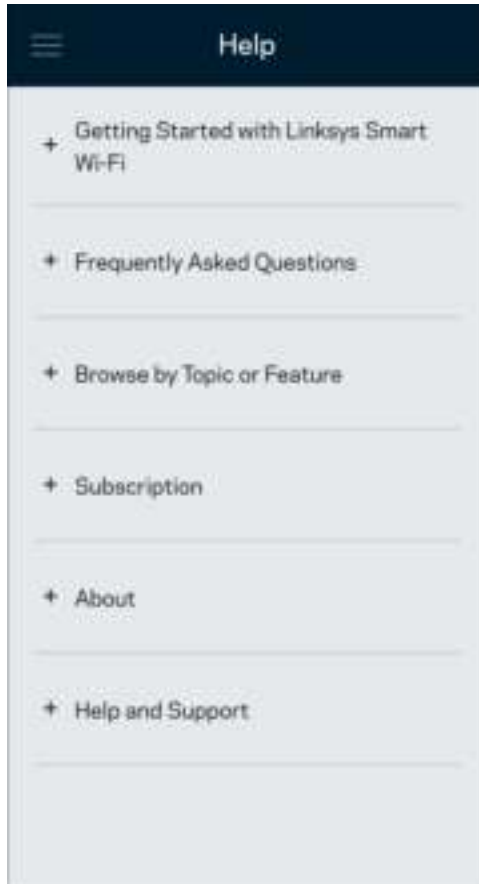 Help
+ Getting Started with Linksys Smart
Wi-Fi
+ Frequently Asked Questions
+ Browse by Topic or Feature
+ Subscription
+ About
+ Help and Support